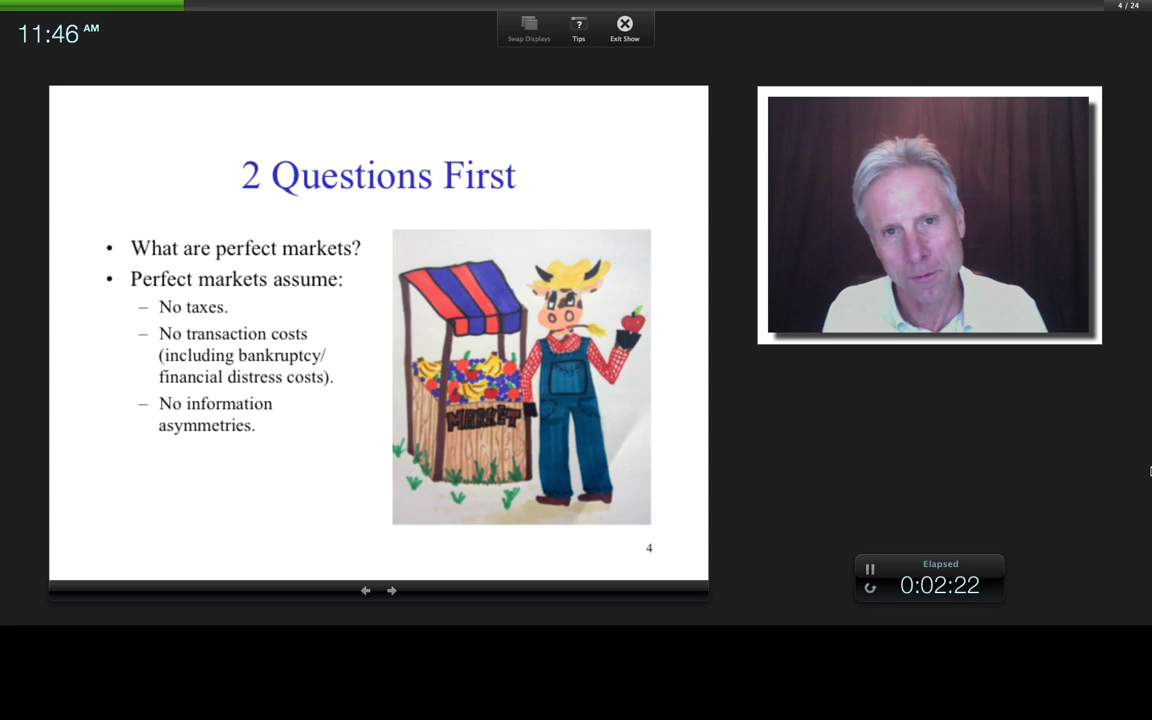 4 / 24
11:46 AM
Swap Displays
Tips
Exit Show
2 Questions First
• What are perfect markets?
• Perfect markets assume:
– No taxes.
– No transaction costs
(including bankruptcy/
financial distress costs).
– No information
asymmetries.
MARKET
4
Elapsed
0:02:22